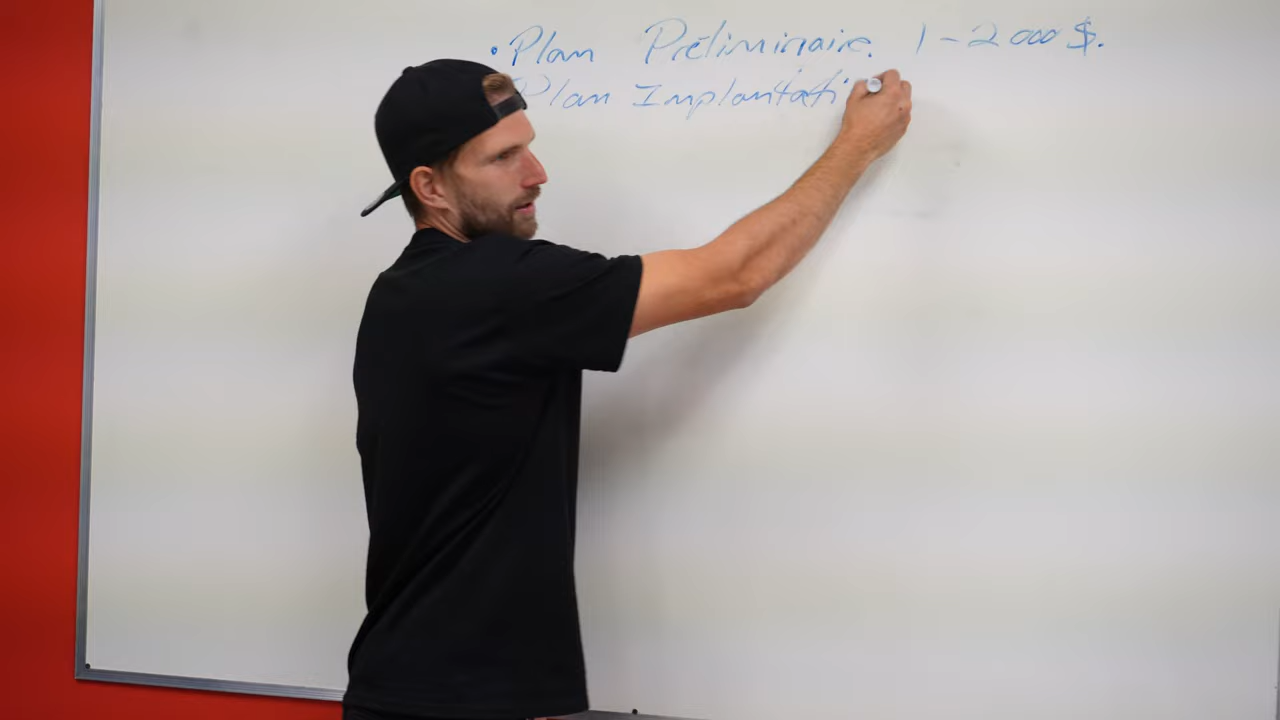 • Plan Préliminaire. 1-2000$.
Plan Implantati